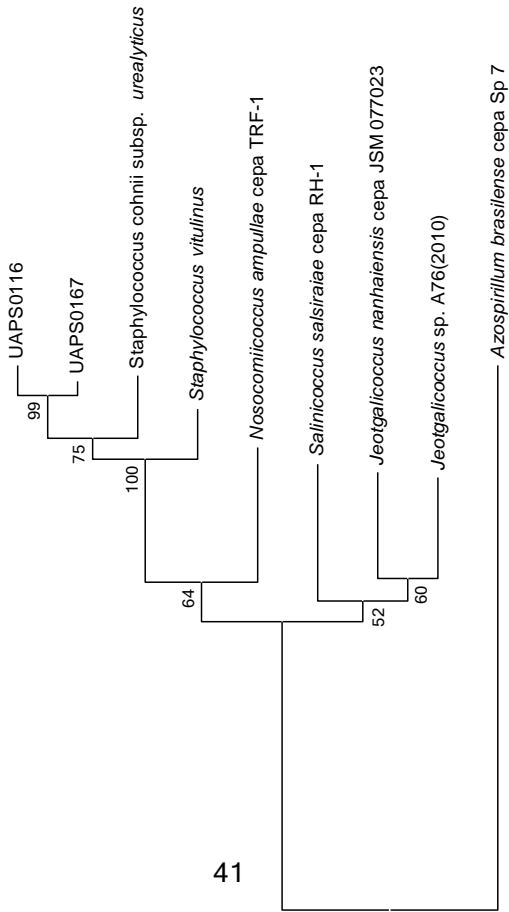 UAPS0116
UAPS0167
Staphylococcus cohnii subsp. urealyticus
Staphylococcus vitulinus
Nosocomiicoccus ampullae cepa TRF-1
Salinicoccus salsiraiae cepa RH-1
Jeotgalicoccus nanhaiensis cepa JSM 077023
Jeotgalicoccus sp. A76(2010)
Azospirillum brasilense cepa Sp 7
99
75
100
64
52
60
41